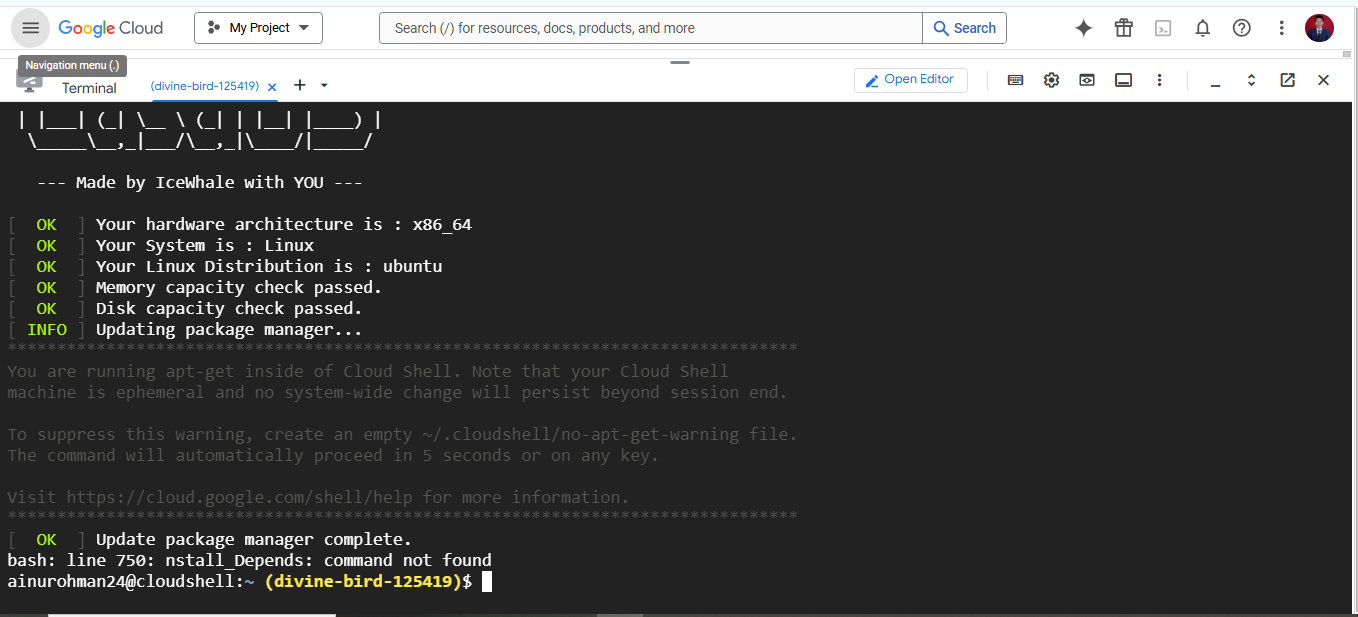 Google Cloud
My Project
Search (/) for resources, docs, products, and more
Search
Navigation menu (.)
Terminal
(divine-bird-125419)
Open Editor
| |___| (_| \__ \ (_| | |__| |____) |
\_____\__,_|___/\__,_|\____/|_____/
--- Made by IceWhale with YOU ---
[ OK ] Your hardware architecture is : x86_64
[ OK ] Your System is : Linux
[ OK ] Your Linux Distribution is : ubuntu
[ OK ] Memory capacity check passed.
[ OK ] Disk capacity check passed.
[ INFO ] Updating package manager...
********************************************************************************
You are running apt-get inside of Cloud Shell. Note that your Cloud Shell
machine is ephemeral and no system-wide change will persist beyond session end.
To suppress this warning, create an empty ~/.cloudshell/no-apt-get-warning file.
The command will automatically proceed in 5 seconds or on any key.
Visit https://cloud.google.com/shell/help for more information.
********************************************************************************
[ OK ] Update package manager complete.
bash: line 750: nstall_Depends: command not found
ainurohman24@cloudshell:~ (divine-bird-125419)$